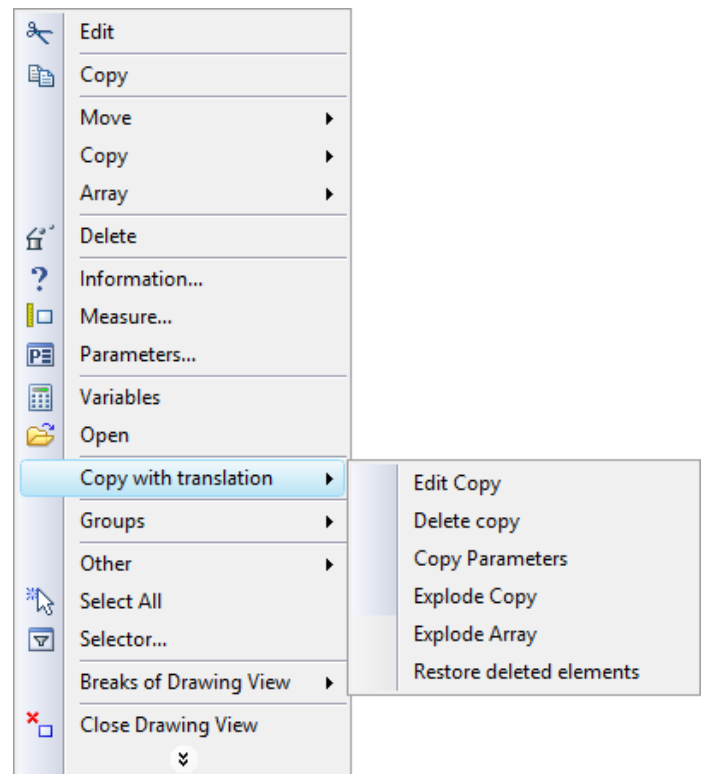 Edit
Copy
Move
Copy
Array
Delete
Information...
Measure...
Parameters...
Variables
Open
Copy with translation
Groups
Other
Select All
Selector...
Breaks of Drawing View
Close Drawing View
Edit Copy
Delete copy
Copy Parameters
Explode Copy
Explode Array
Restore deleted elements